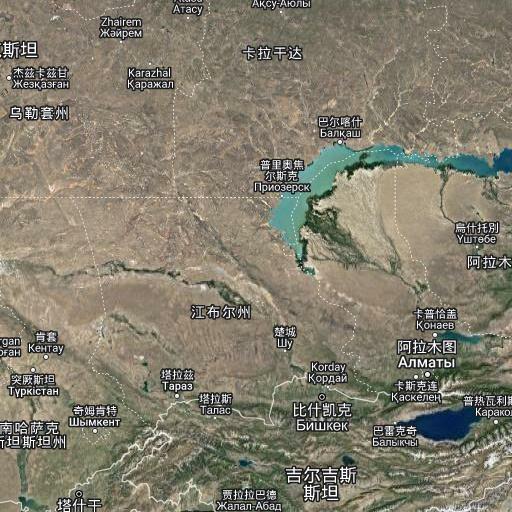 Атасу
Ақсу-Аюлы
Zhairem
Жәйрем
斯坦
卡拉干达
杰兹卡兹甘
Жезқазған
Karazhal
Қаражал
乌勒套州
巴尔喀什
Балқаш
普里奥焦
尔斯克
Приозерск
烏什托別
Үштөбе
阿拉木
江布尔州
楚城
Шу
卡普恰盖
Қонаев
肯套
Кентау
阿拉木图
Алматы
突厥斯坦
Түркістан
塔拉兹
Тараз
Korday
Қордай
卡斯克连
Қаскелең
塔拉斯
Талас
奇姆肯特
Шымкент
比什凯克
Бишкек
普热瓦利斯
Каракол
南哈萨克
斯坦州
巴雷克奇
Балыкчы
吉尔吉斯
斯坦
塔什干
贾拉拉巴德
Жалал-Абад